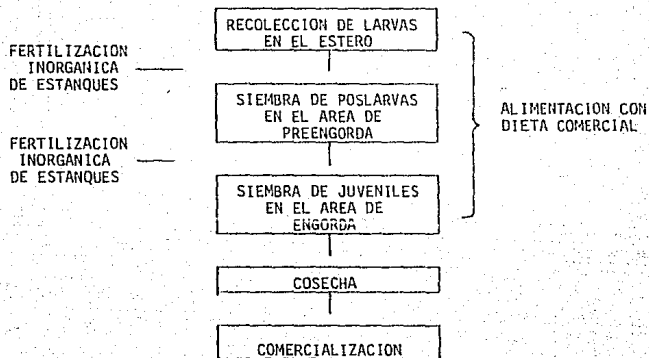 RECOLECCION DE LARVAS
EN EL ESTERO
FERTILIZACION
INORGANICA
DE ESTANQUES
SIEMBRA DE POSLARVAS
EN EL AREA DE
PREENGORDA
ALIMENTACION CON
DIETA COMERCIAL
FERTILIZACION
INORGANICA
DE ESTANQUES
SIEMBRA DE JUVENILES
EN EL AREA DE
ENGORDA
COSECHA
COMERCIALIZACION